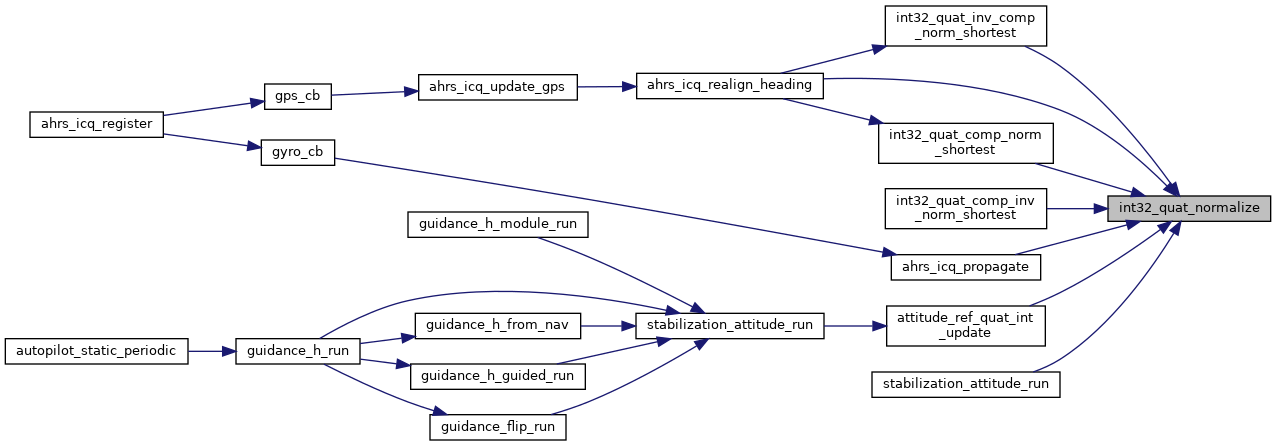 int32_quat_inv_comp
_norm_shortest
ahrs_icq_realign_heading
ahrs_icq_update_gps
gps_cb
ahrs_icq_register
gyro_cb
int32_quat_comp_norm
_shortest
int32_quat_comp_inv
_norm_shortest
int32_quat_normalize
guidance_h_module_run
ahrs_icq_propagate
attitude_ref_quat_int
_update
stabilization_attitude_run
guidance_h_from_nav
autopilot_static_periodic
guidance_h_run
guidance_h_guided_run
stabilization_attitude_run
guidance_flip_run